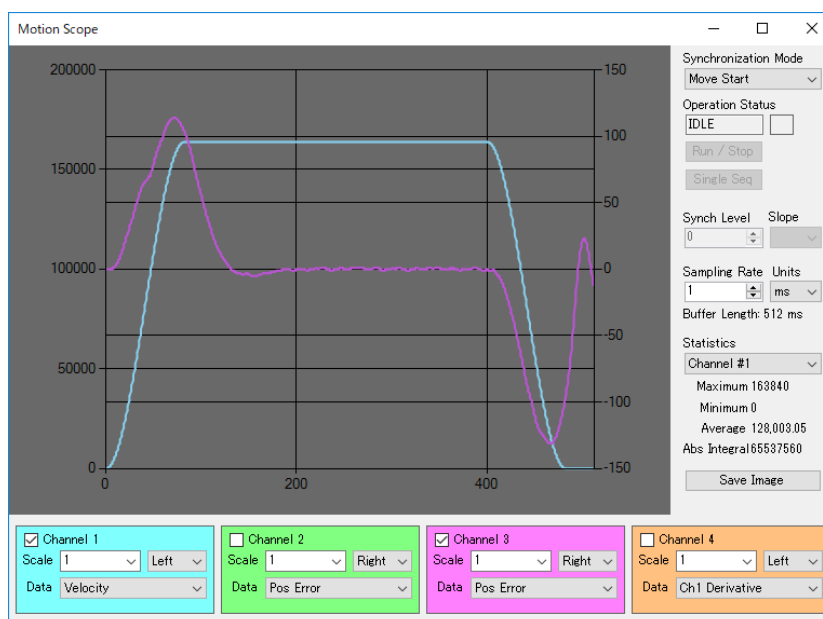 Motion Scope
200000
150000
100000
50000
0
150
100
50
0
-50
-100
-150
0
200
400
Synchronization Mode
Move Start
Operation Status
IDLE
Run / Stop
Single Seq
Synch Level Slope
0
Sampling Rate Units
1 ms
Buffer Length: 512 ms
Statistics
Channel #1
Maximum 163840
Minimum 0
Average 128,003.05
Abs Integral 65537560
Save Image
Channel 1
Scale 1 Left
Data Velocity
Channel 2
Scale 1 Right
Data Pos Error
Channel 3
Scale 1 Right
Data Pos Error
Channel 4
Scale 1 Left
Data Ch1 Derivative